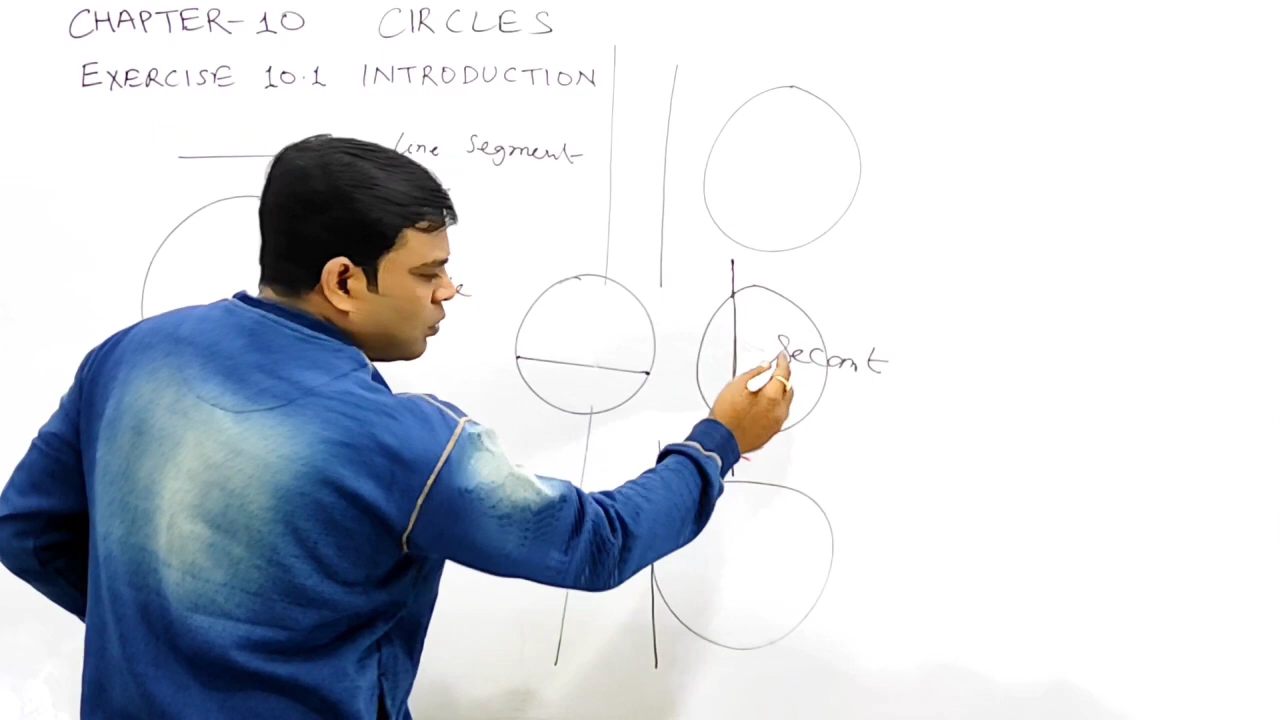 CHAPTER-10 CIRCLES
EXERCISE 10.1 INTRODUCTION
line segment
Secant